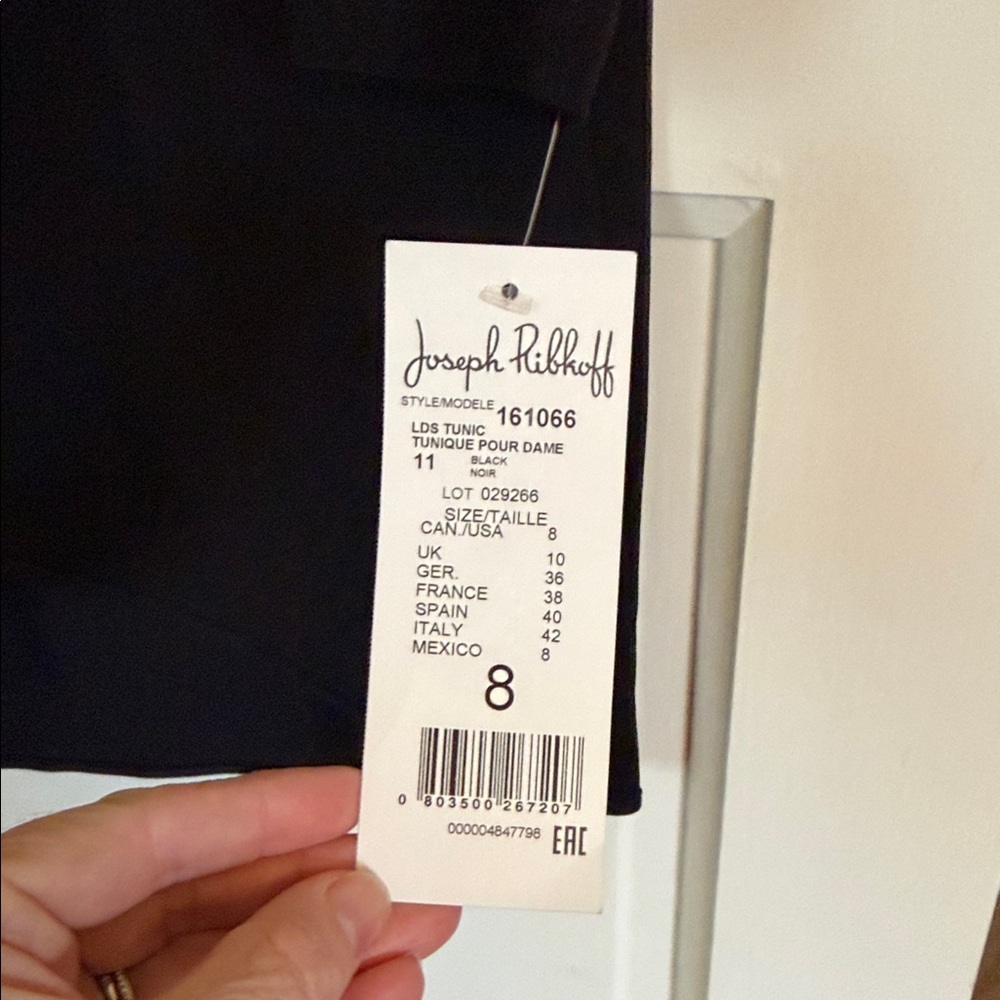 Joseph Ribkoff
STYLE/MODELE 161066
LDS TUNIC
TUNIQUE POUR DAME
11 BLACK
NOIR
LOT 029266
SIZE/TAILLE
CAN./USA 8
UK 10
GER. 36
FRANCE 38
SPAIN 40
ITALY 42
MEXICO 8
8
0 803500 267207
000004847798 EAC